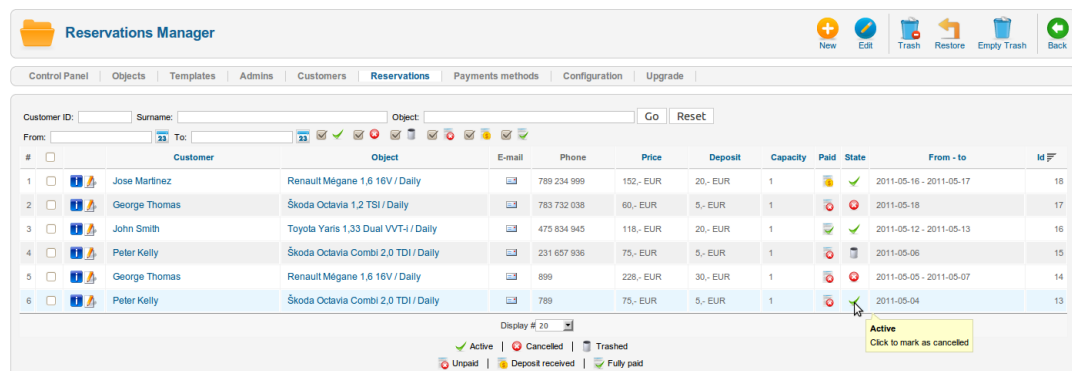 Reservations Manager
New Edit Trash Restore Empty Trash Back
Control Panel Objects Templates Admins Customers Reservations Payments methods Configuration Upgrade
Customer ID: Surname: Object: Go Reset
From: 23 To: 23
# Customer Object E-mail Phone Price Deposit Capacity Paid State From - to Id
1 Jose Martinez Renault Mégane 1,6 16V / Daily 789 234 999 152,- EUR 20,- EUR 1 2011-05-16 - 2011-05-17 18
2 George Thomas Škoda Octavia 1,2 TSI / Daily 783 732 038 60,- EUR 5,- EUR 1 2011-05-18 17
3 John Smith Toyota Yaris 1,33 Dual VVT-i / Daily 475 834 945 118,- EUR 20,- EUR 1 2011-05-12 - 2011-05-13 16
4 Peter Kelly Škoda Octavia Combi 2,0 TDI / Daily 231 657 936 75,- EUR 5,- EUR 1 2011-05-06 15
5 George Thomas Renault Mégane 1,6 16V / Daily 899 228,- EUR 30,- EUR 1 2011-05-05 - 2011-05-07 14
6 Peter Kelly Škoda Octavia Combi 2,0 TDI / Daily 789 75,- EUR 5,- EUR 1 2011-05-04 13
Display # 20
Active
Click to mark as cancelled
Active | Cancelled | Trashed
Unpaid | Deposit received | Fully paid